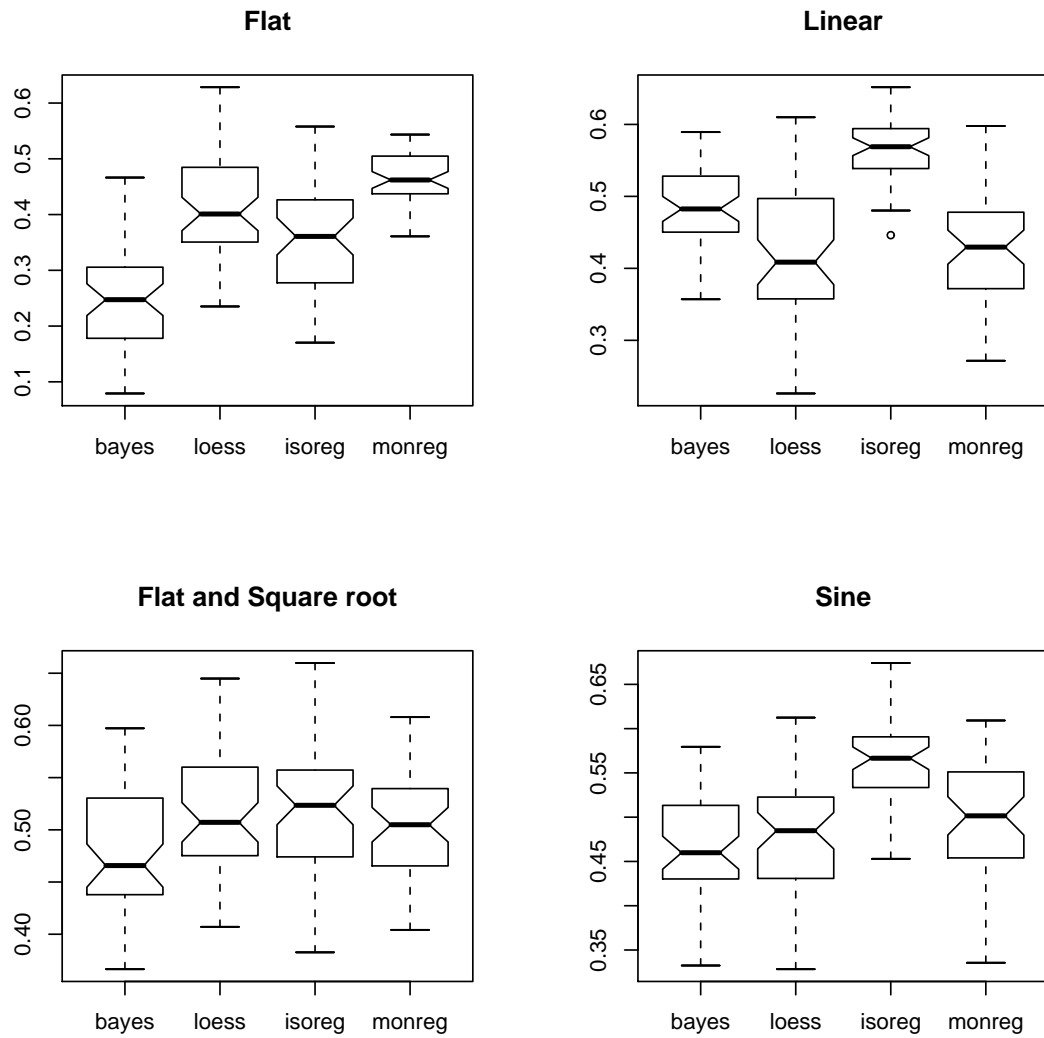 Flat
0.6
0.5
0.4
0.3
0.2
0.1
bayes loess isoreg monreg
Linear
0.6
0.5
0.4
0.3
bayes loess isoreg monreg
Flat and Square root
0.60
0.50
0.40
bayes loess isoreg monreg
Sine
0.65
0.55
0.45
0.35
bayes loess isoreg monreg